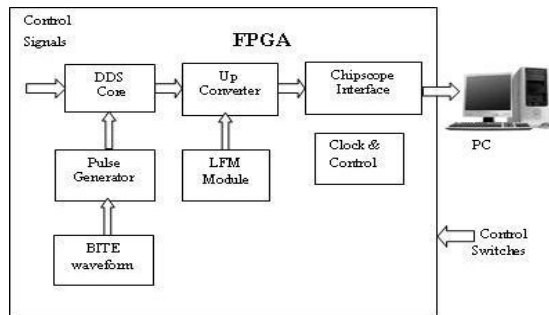 Control
Signals
FPGA
DDS
Core
Up
Converter
Chipscope
Interface
PC
Pulse
Generator
LFM
Module
Clock &
Control
BITE
waveform
Control
Switches